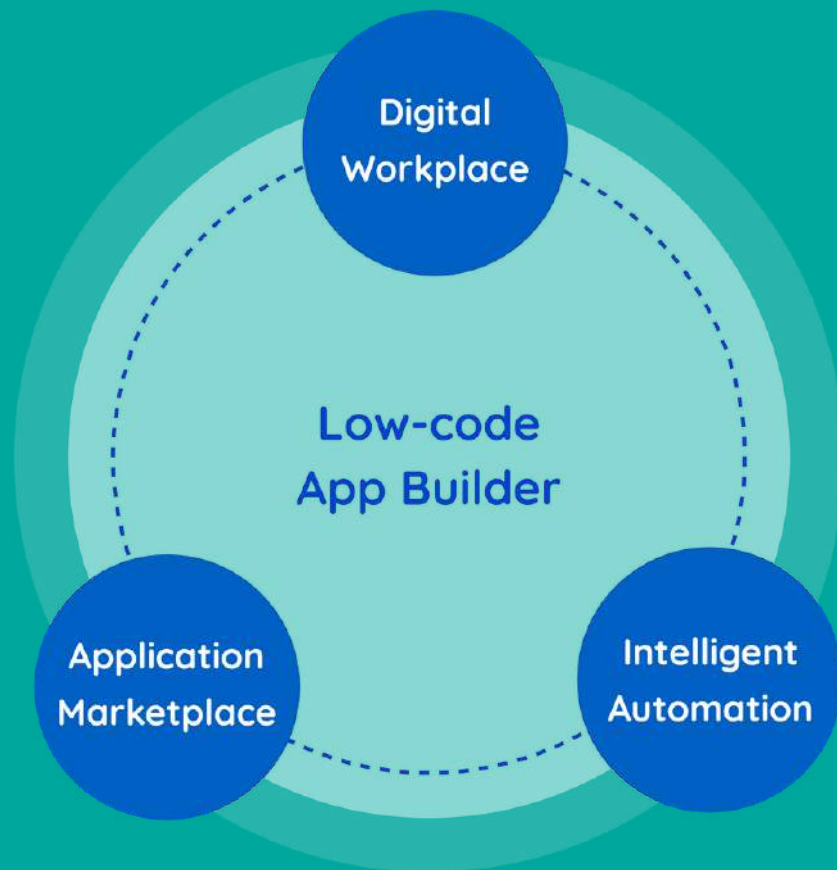 Digital
Workplace
Low-code
App Builder
Application
Marketplace
Intelligent
Automation